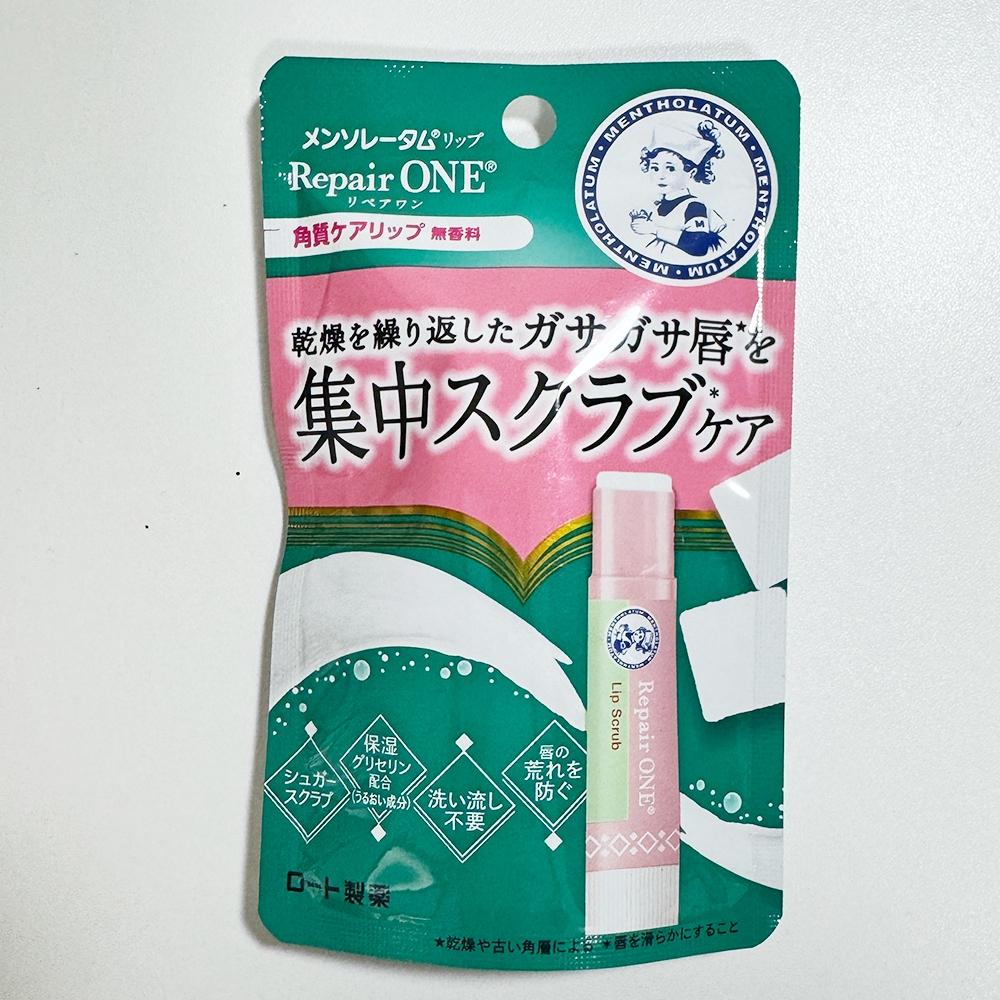 メンソレータム®リップ
Repair ONE®
リペアワン
角質ケアリップ 無香料
MENTHOLATUM・MENTHOLATUM・MENTHOLATUM・MENTHOLATUM・
M
乾燥を繰り返したガサガサ唇★を
集中スクラブ*ケア
シュガー
スクラブ
保湿
グリセリン
配合
(うるおい成分)
洗い流し
不要
唇の
荒れを
防ぐ
Repair ONE®
Lip Scrub
ロート製薬
★乾燥や古い角層による *唇を滑らかにすること